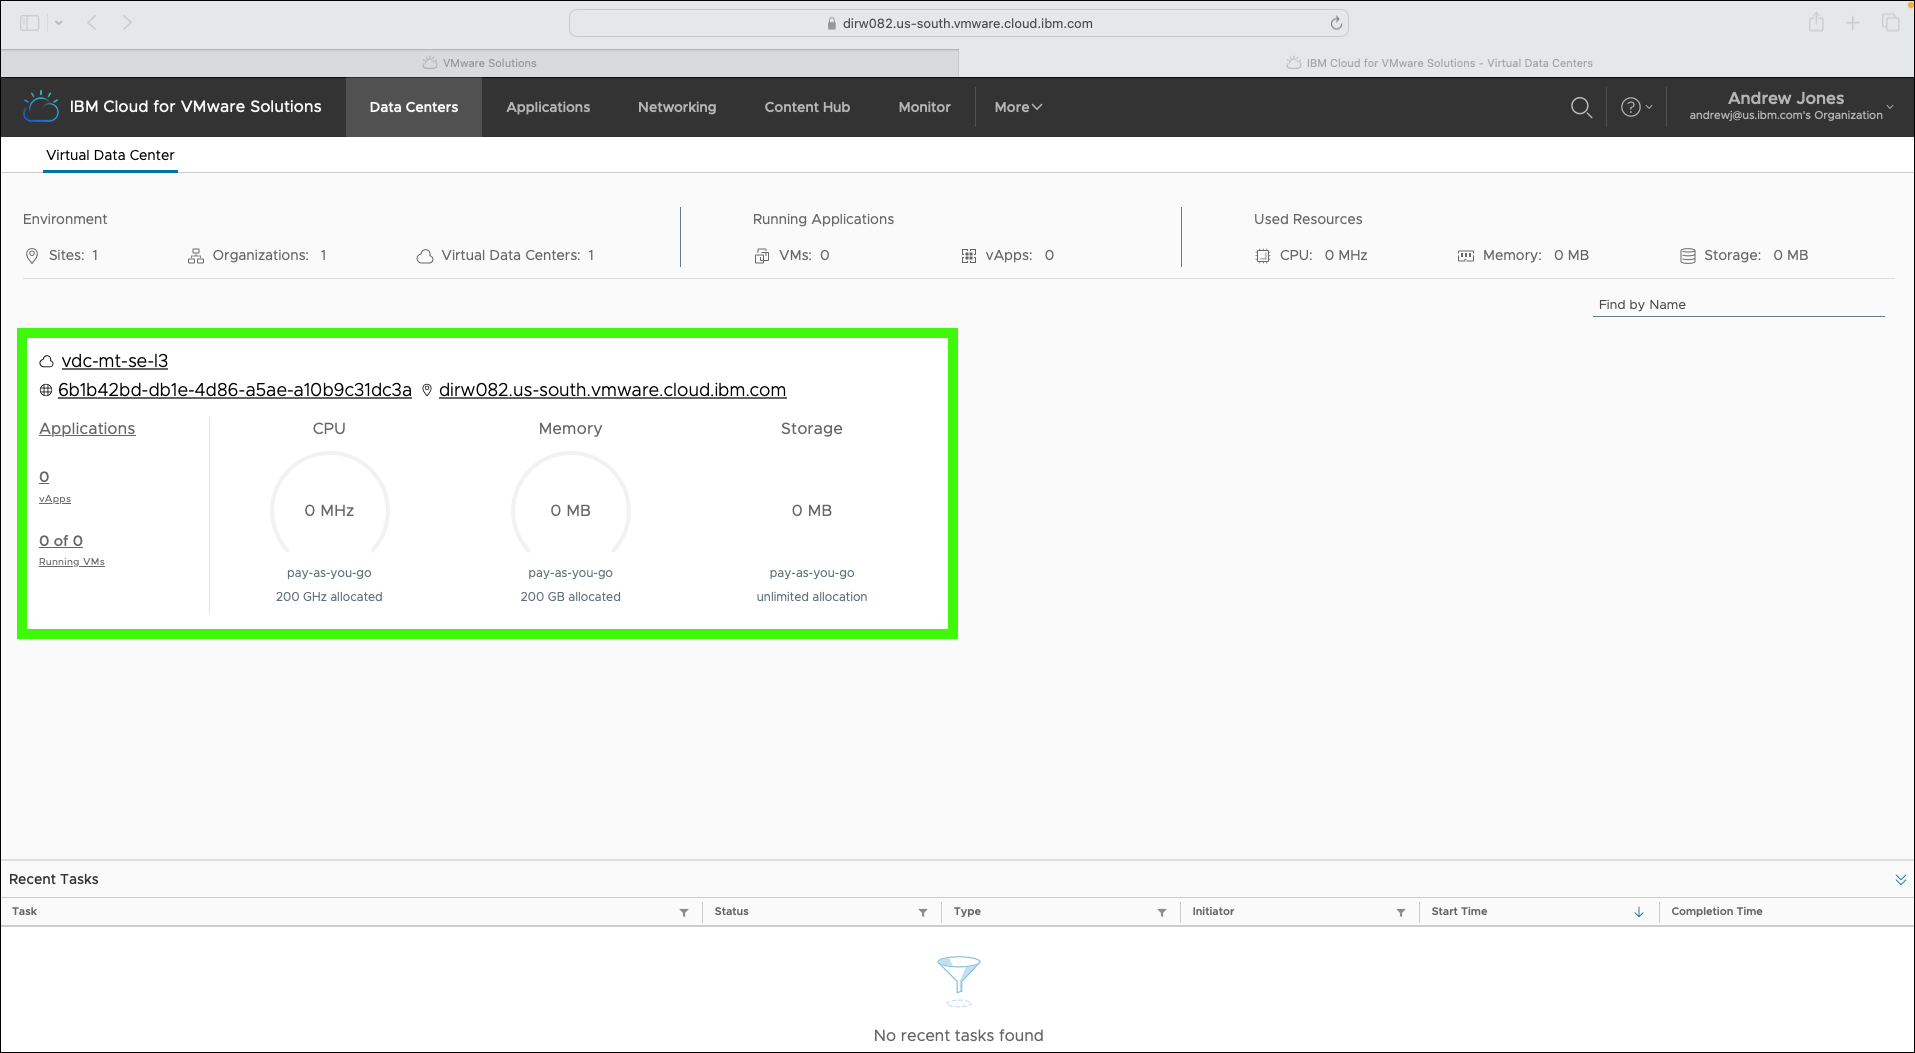 dirw082.us-south.vmware.cloud.ibm.com
VMware Solutions
IBM Cloud for VMware Solutions - Virtual Data Centers
IBM Cloud for VMware Solutions
Data Centers
Applications
Networking
Content Hub
Monitor
More
Andrew Jones
andrewj@us.ibm.com's Organization
Virtual Data Center
Environment
Sites: 1
Organizations: 1
Virtual Data Centers: 1
Running Applications
VMs: 0
vApps: 0
Used Resources
CPU: 0 MHz
Memory: 0 MB
Storage: 0 MB
Find by Name
vdc-mt-se-l3
6b1b42bd-db1e-4d86-a5ae-a10b9c31dc3a
dirw082.us-south.vmware.cloud.ibm.com
Applications
0
vApps
0 of 0
Running VMs
CPU
0 MHz
pay-as-you-go
200 GHz allocated
Memory
0 MB
pay-as-you-go
200 GB allocated
Storage
0 MB
pay-as-you-go
unlimited allocation
Recent Tasks
Task
Status
Type
Initiator
Start Time
Completion Time
No recent tasks found